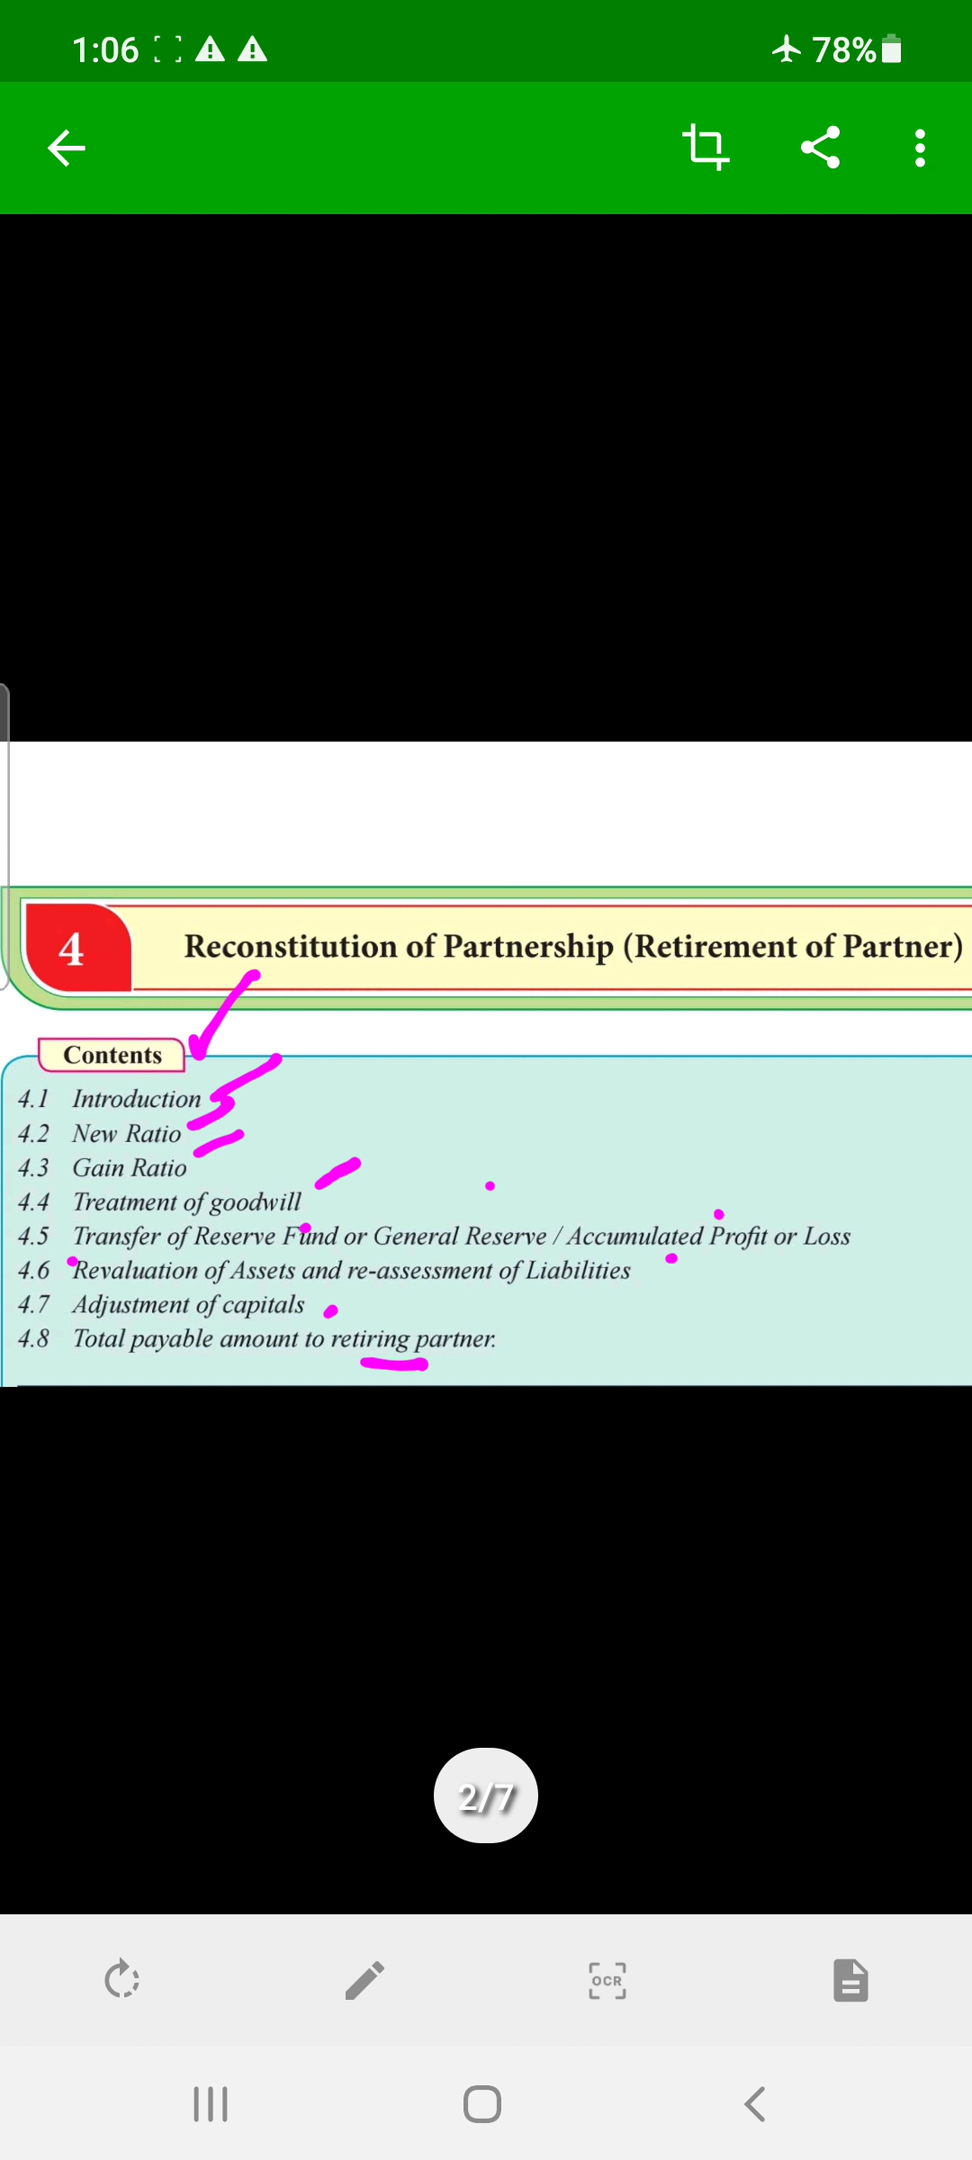 1:06 78%
4 Reconstitution of Partnership (Retirement of Partner)
Contents
4.1 Introduction
4.2 New Ratio
4.3 Gain Ratio
4.4 Treatment of goodwill
4.5 Transfer of Reserve Fund or General Reserve / Accumulated Profit or Loss
4.6 Revaluation of Assets and re-assessment of Liabilities
4.7 Adjustment of capitals
4.8 Total payable amount to retiring partner.
2/7
OCR